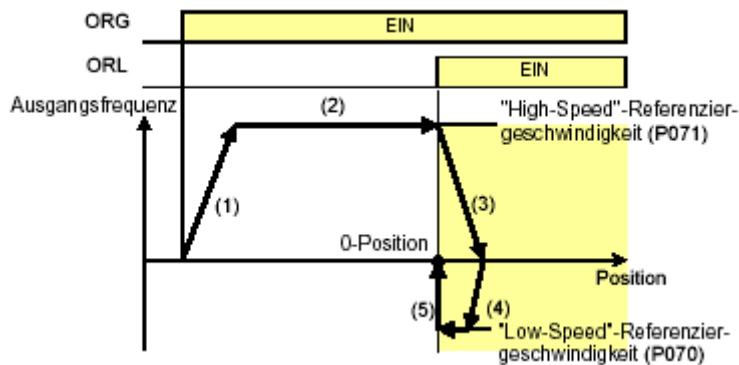 ORG
EIN
ORL
EIN
Ausgangsfrequenz
(2)
"High-Speed"-Referenzier-
geschwindigkeit (P071)
(1)
(3)
0-Position
Position
(5)
(4)
"Low-Speed"-Referenzier-
geschwindigkeit (P070)